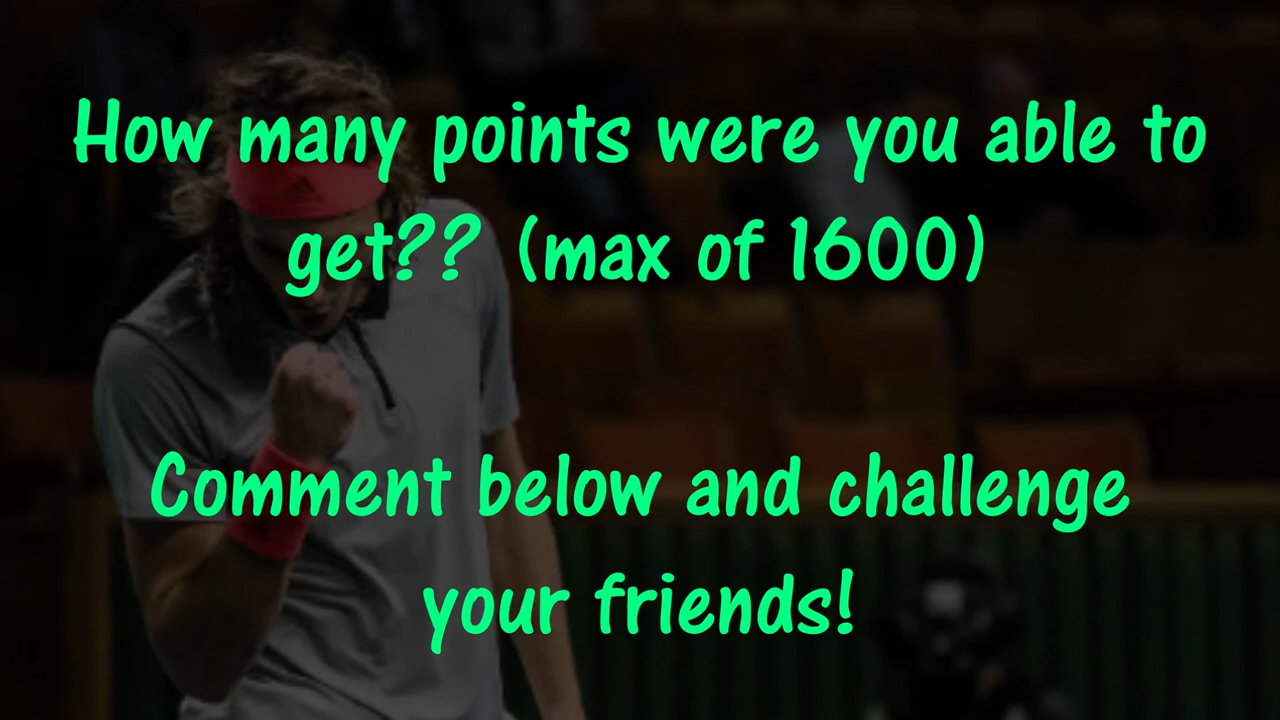 How many points were you able to
get?? (max of 1600)
Comment below and challenge
your friends!